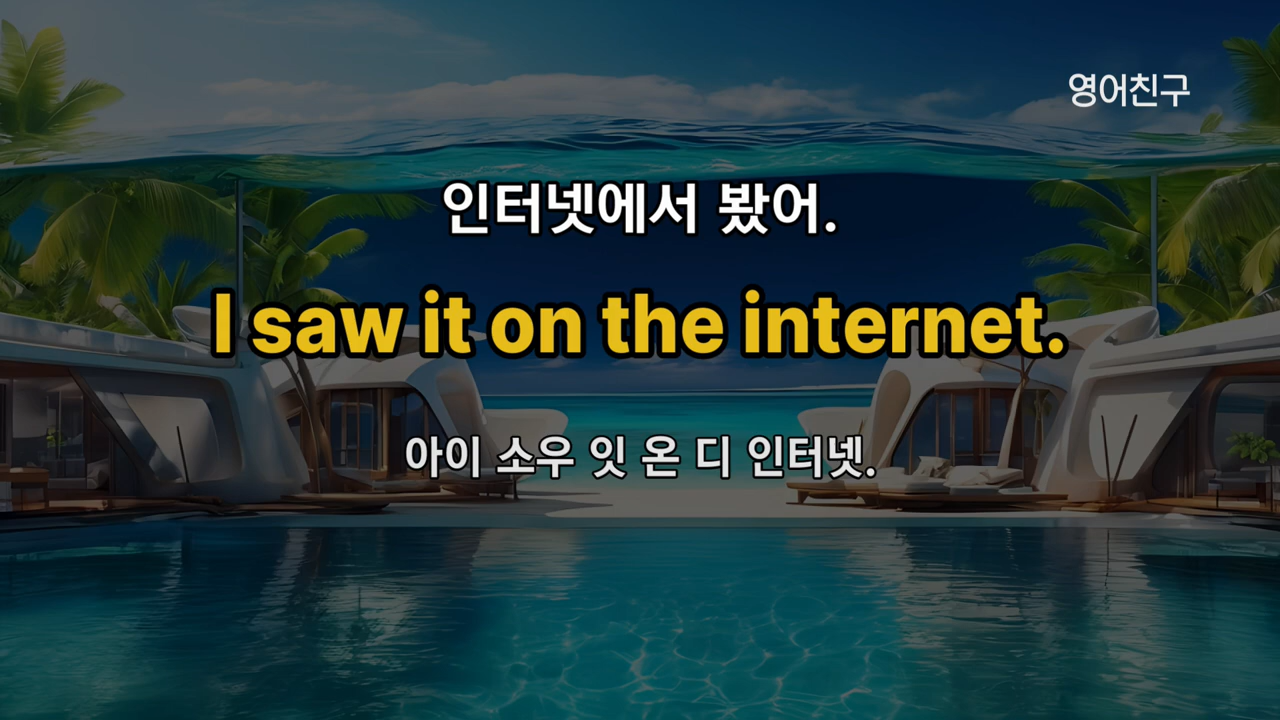 영어친구
인터넷에서 봤어.
I saw it on the internet.
아이 소우 잇 온 디 인터넷.